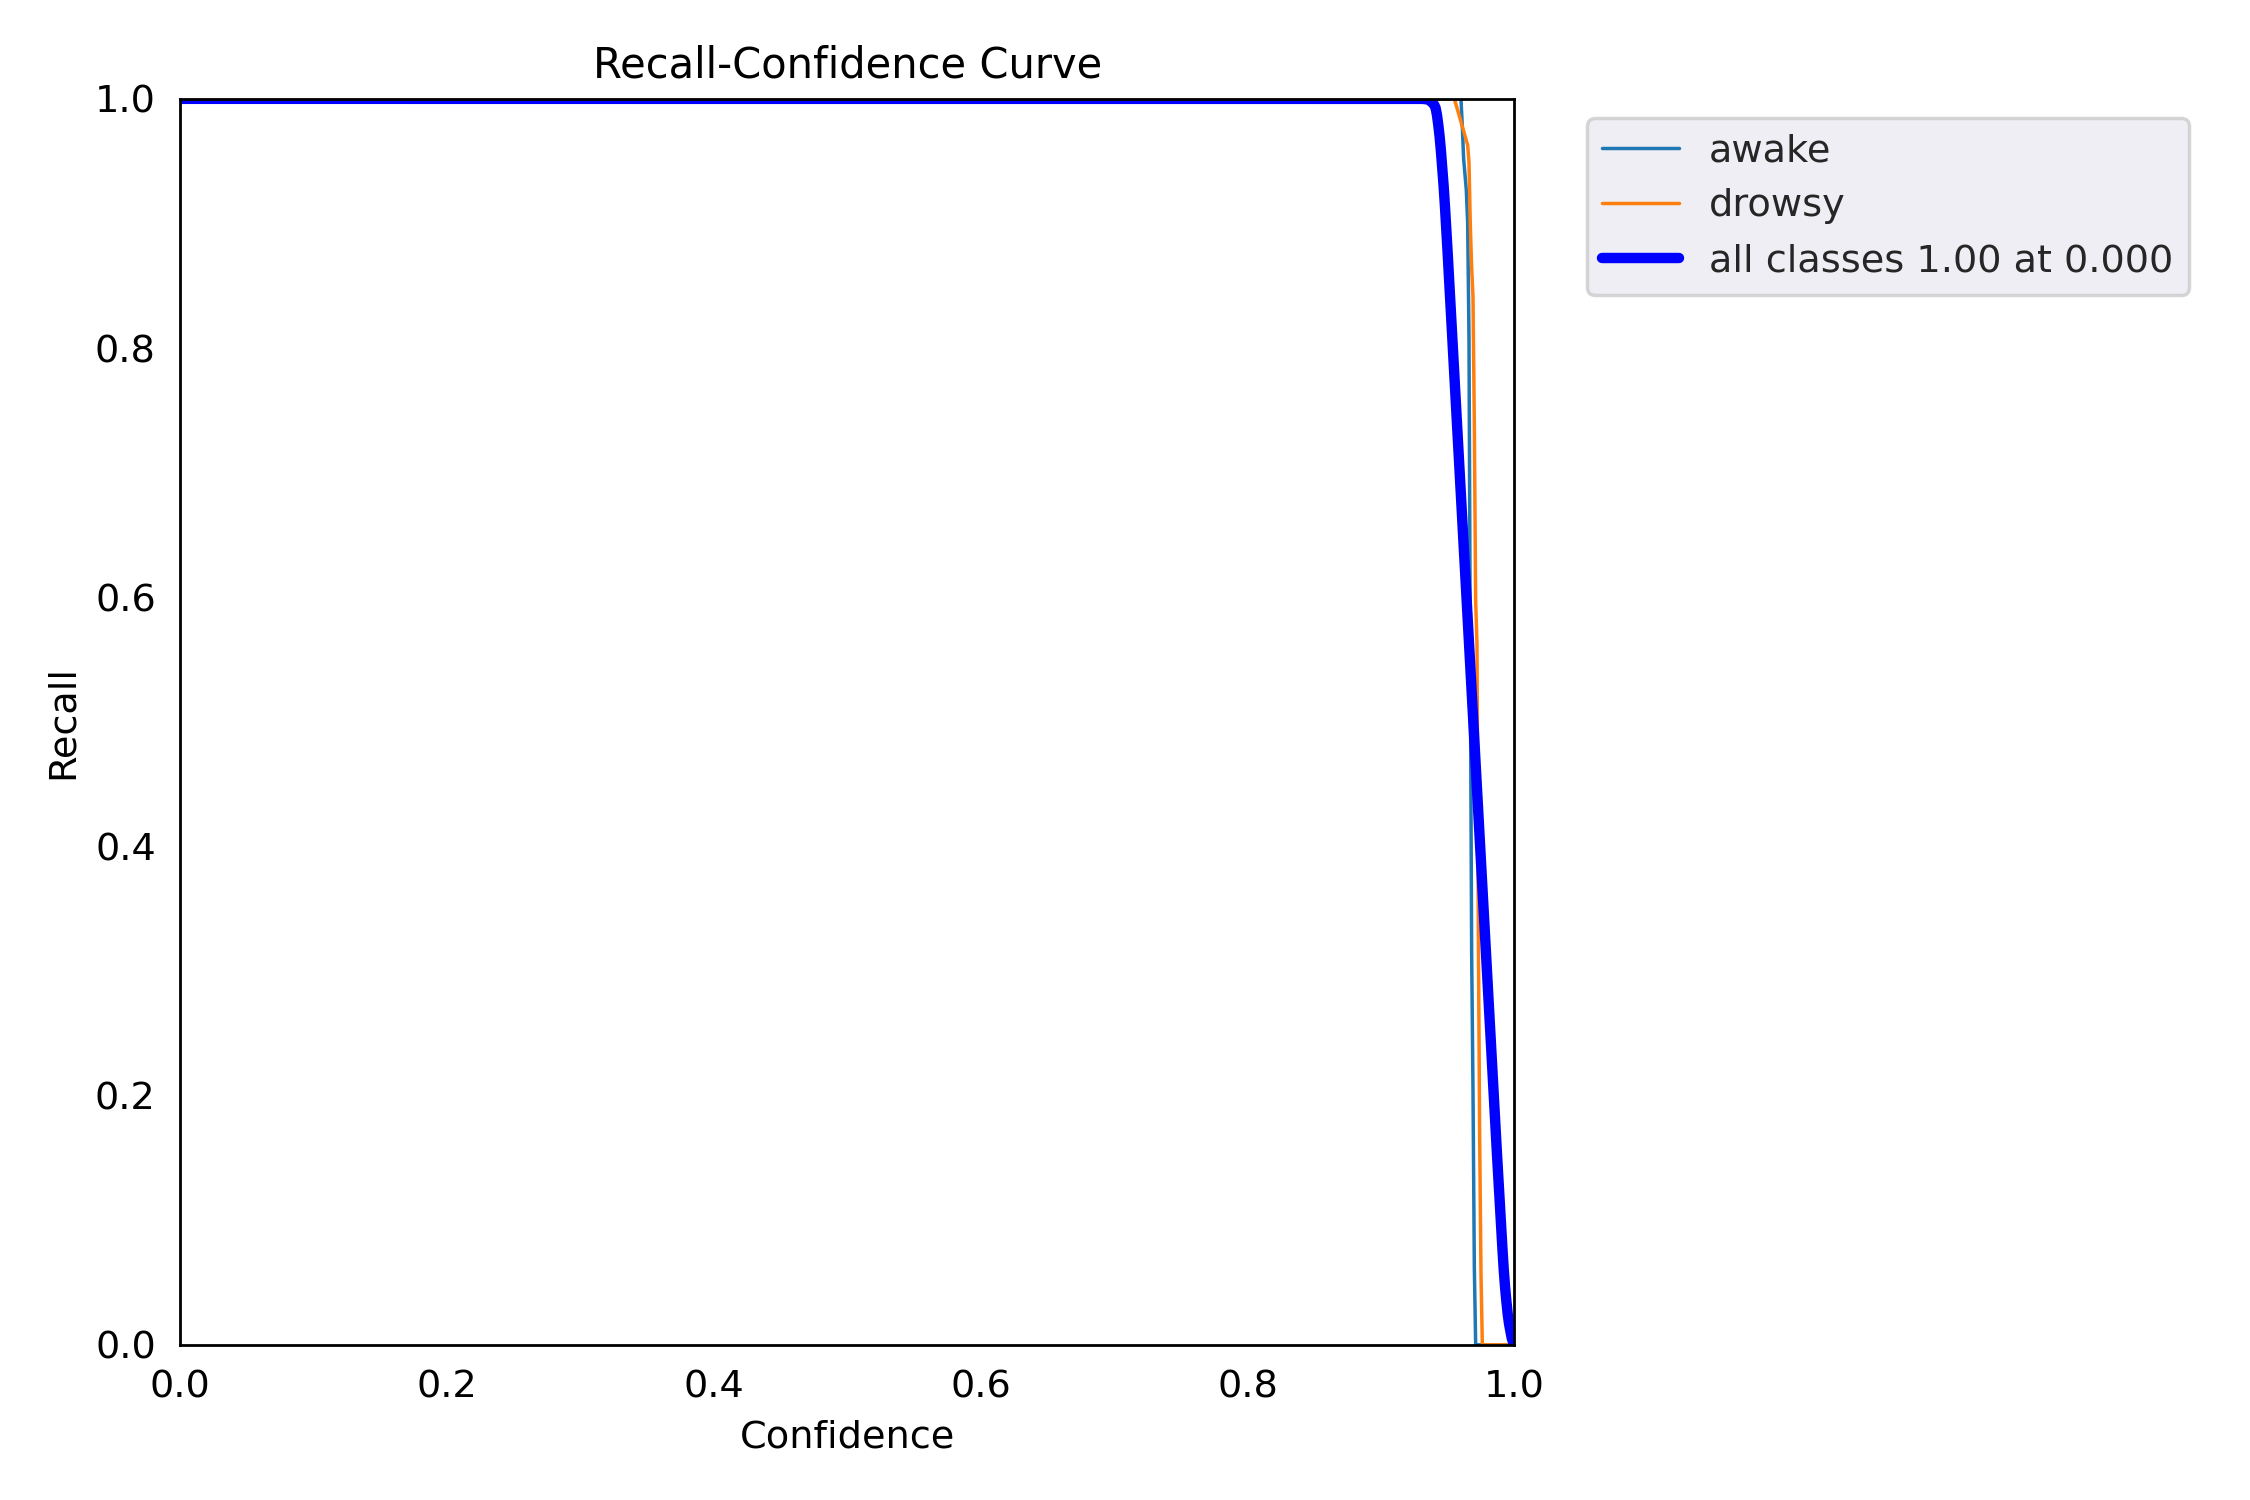 Recall-Confidence Curve
1.0
0.8
0.6
0.4
0.2
0.0
Recall
0.0 0.2 0.4 0.6 0.8 1.0
Confidence
awake
drowsy
all classes 1.00 at 0.000